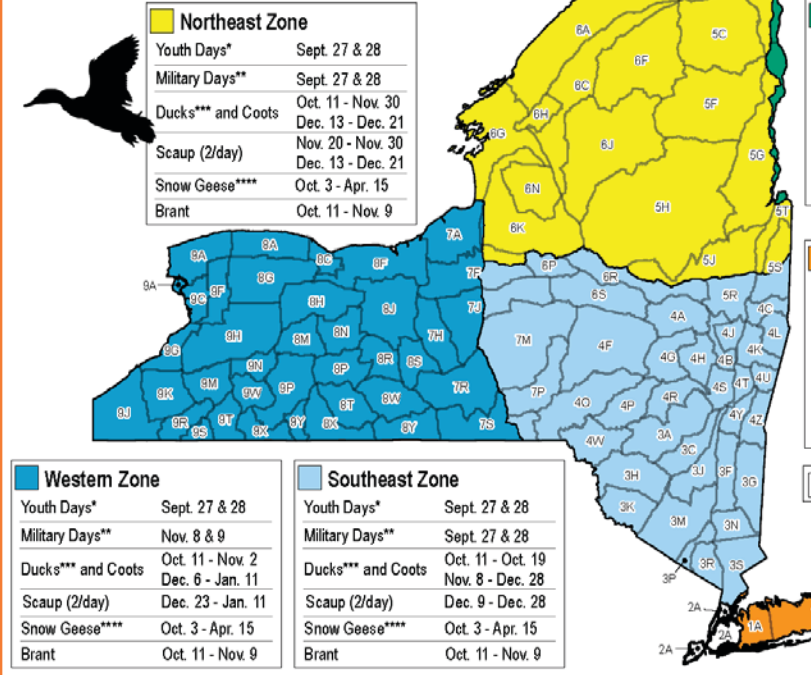 Northeast Zone
Youth Days* Sept. 27 & 28
Military Days** Sept. 27 & 28
Ducks*** and Coots Oct. 11 - Nov. 30
Dec. 13 - Dec. 21
Scaup (2/day) Nov. 20 - Nov. 30
Dec. 13 - Dec. 21
Snow Geese**** Oct. 3 - Apr. 15
Brant Oct. 11 - Nov. 9
6A 5C
6F
6C
5F
6H
6G
6J
5G
6N
5H
5T
6K
5J
5S
7A
8A 8A
8C
8F
7F
6P
6R
6S
5R
9A
9F
8G
9C
8H
8J
7J
4A
4C
9H
8M
8N
7H
7M
4F
4J
4L
9G
8R
8S
4G
4H
4B
4K
9N
8P
9K
9M
9W
9P
8W
7R
7P
4R
4S
4T
4U
9J
9R
9S
9T
9X
9Y
8X
8T
8Y
7S
4O
4P
4Y
4Z
4W
3A
3C
3H
3J
3F
3G
3K
3M
3N
3P
3R
3S
2A
2A
2A
1A
Western Zone
Youth Days* Sept. 27 & 28
Military Days** Nov. 8 & 9
Ducks*** and Coots Oct. 11 - Nov. 2
Dec. 6 - Jan. 11
Scaup (2/day) Dec. 23 - Jan. 11
Snow Geese**** Oct. 3 - Apr. 15
Brant Oct. 11 - Nov. 9
Southeast Zone
Youth Days* Sept. 27 & 28
Military Days** Sept. 27 & 28
Ducks*** and Coots Oct. 11 - Oct. 19
Nov. 8 - Dec. 28
Scaup (2/day) Dec. 9 - Dec. 28
Snow Geese**** Oct. 3 - Apr. 15
Brant Oct. 11 - Nov. 9